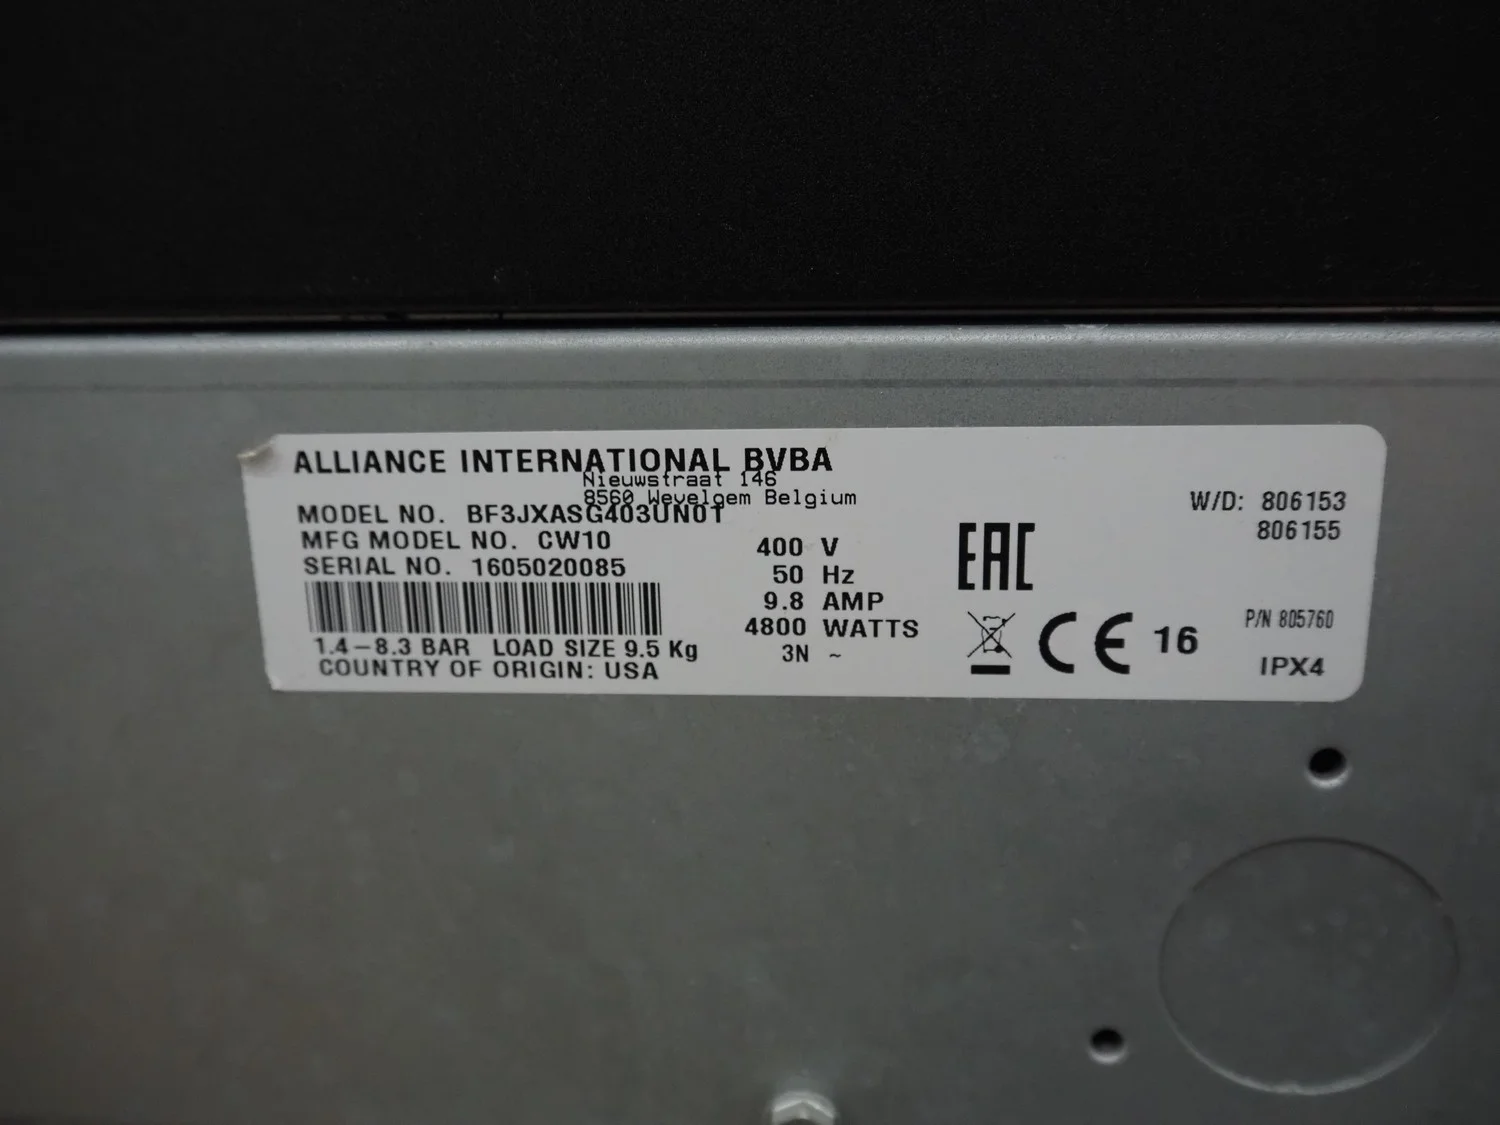 ALLIANCE INTERNATIONAL BVBA
Nieuwstraat 146
8560 Wevelgem Belgium
MODEL NO. BF3JXASG403UN01
MFG MODEL NO. CW10
SERIAL NO. 1605020085
1.4–8.3 BAR LOAD SIZE 9.5 Kg
COUNTRY OF ORIGIN: USA
400 V
50 Hz
9.8 AMP
4800 WATTS
3N ~
EAC
CE 16
W/D: 806153
806155
P/N 805760
IPX4